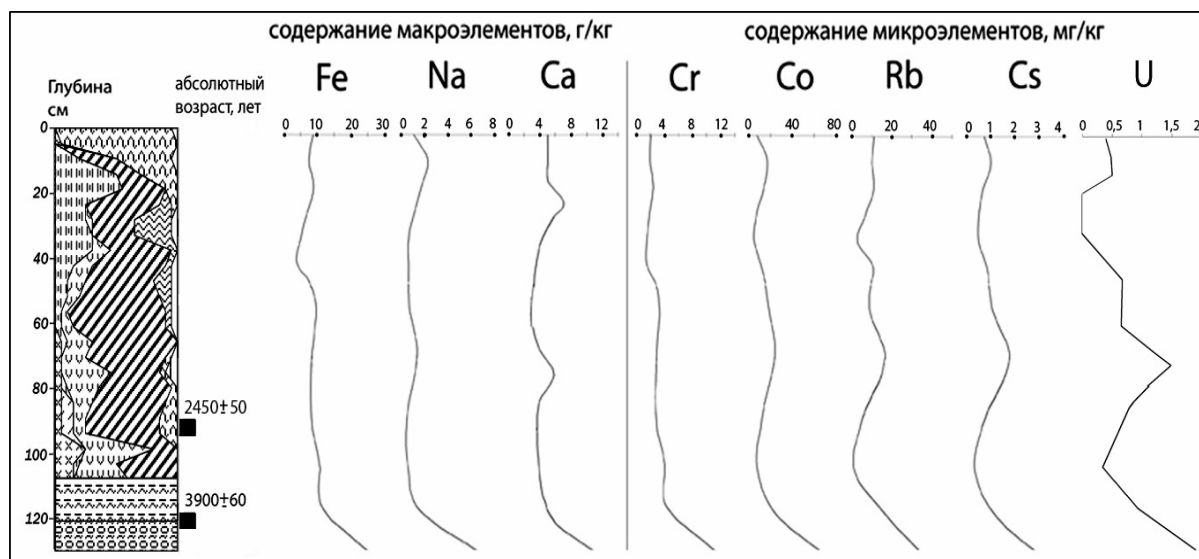 содержание макроэлементов, г/кг
содержание микроэлементов, мг/кг
Fe Na Ca Cr Co Rb Cs U
Глубина
см
абсолютный
возраст, лет
0 10 20 30
0 2 4 6 8
0 4 8 12
0 2 4 8 12
0 40 80
0 20 40
0 1 2 3 4
0 0,5 1 1,5 2
0
20
40
60
80
2450±50
100
3900±60
120